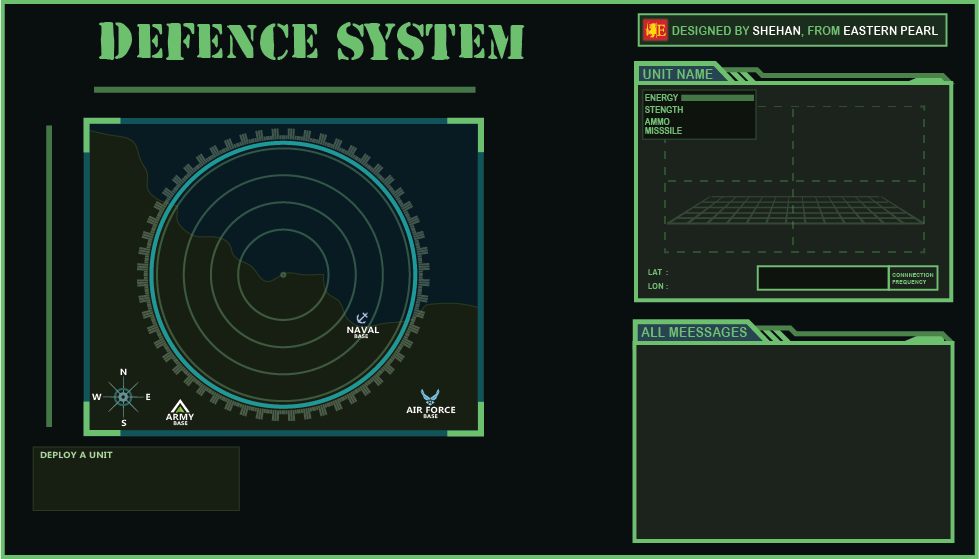 DEFENCE SYSTEM
DESIGNED BY SHEHAN, FROM EASTERN PEARL
UNIT NAME
ENERGY
STENGTH
AMMO
MISSSILE
LAT :
LON :
CONNNECTION
FREQUENCY
NAVAL
BASE
N
W
E
S
ARMY
BASE
AIR FORCE
BASE
DEPLOY A UNIT
ALL MEESSAGES